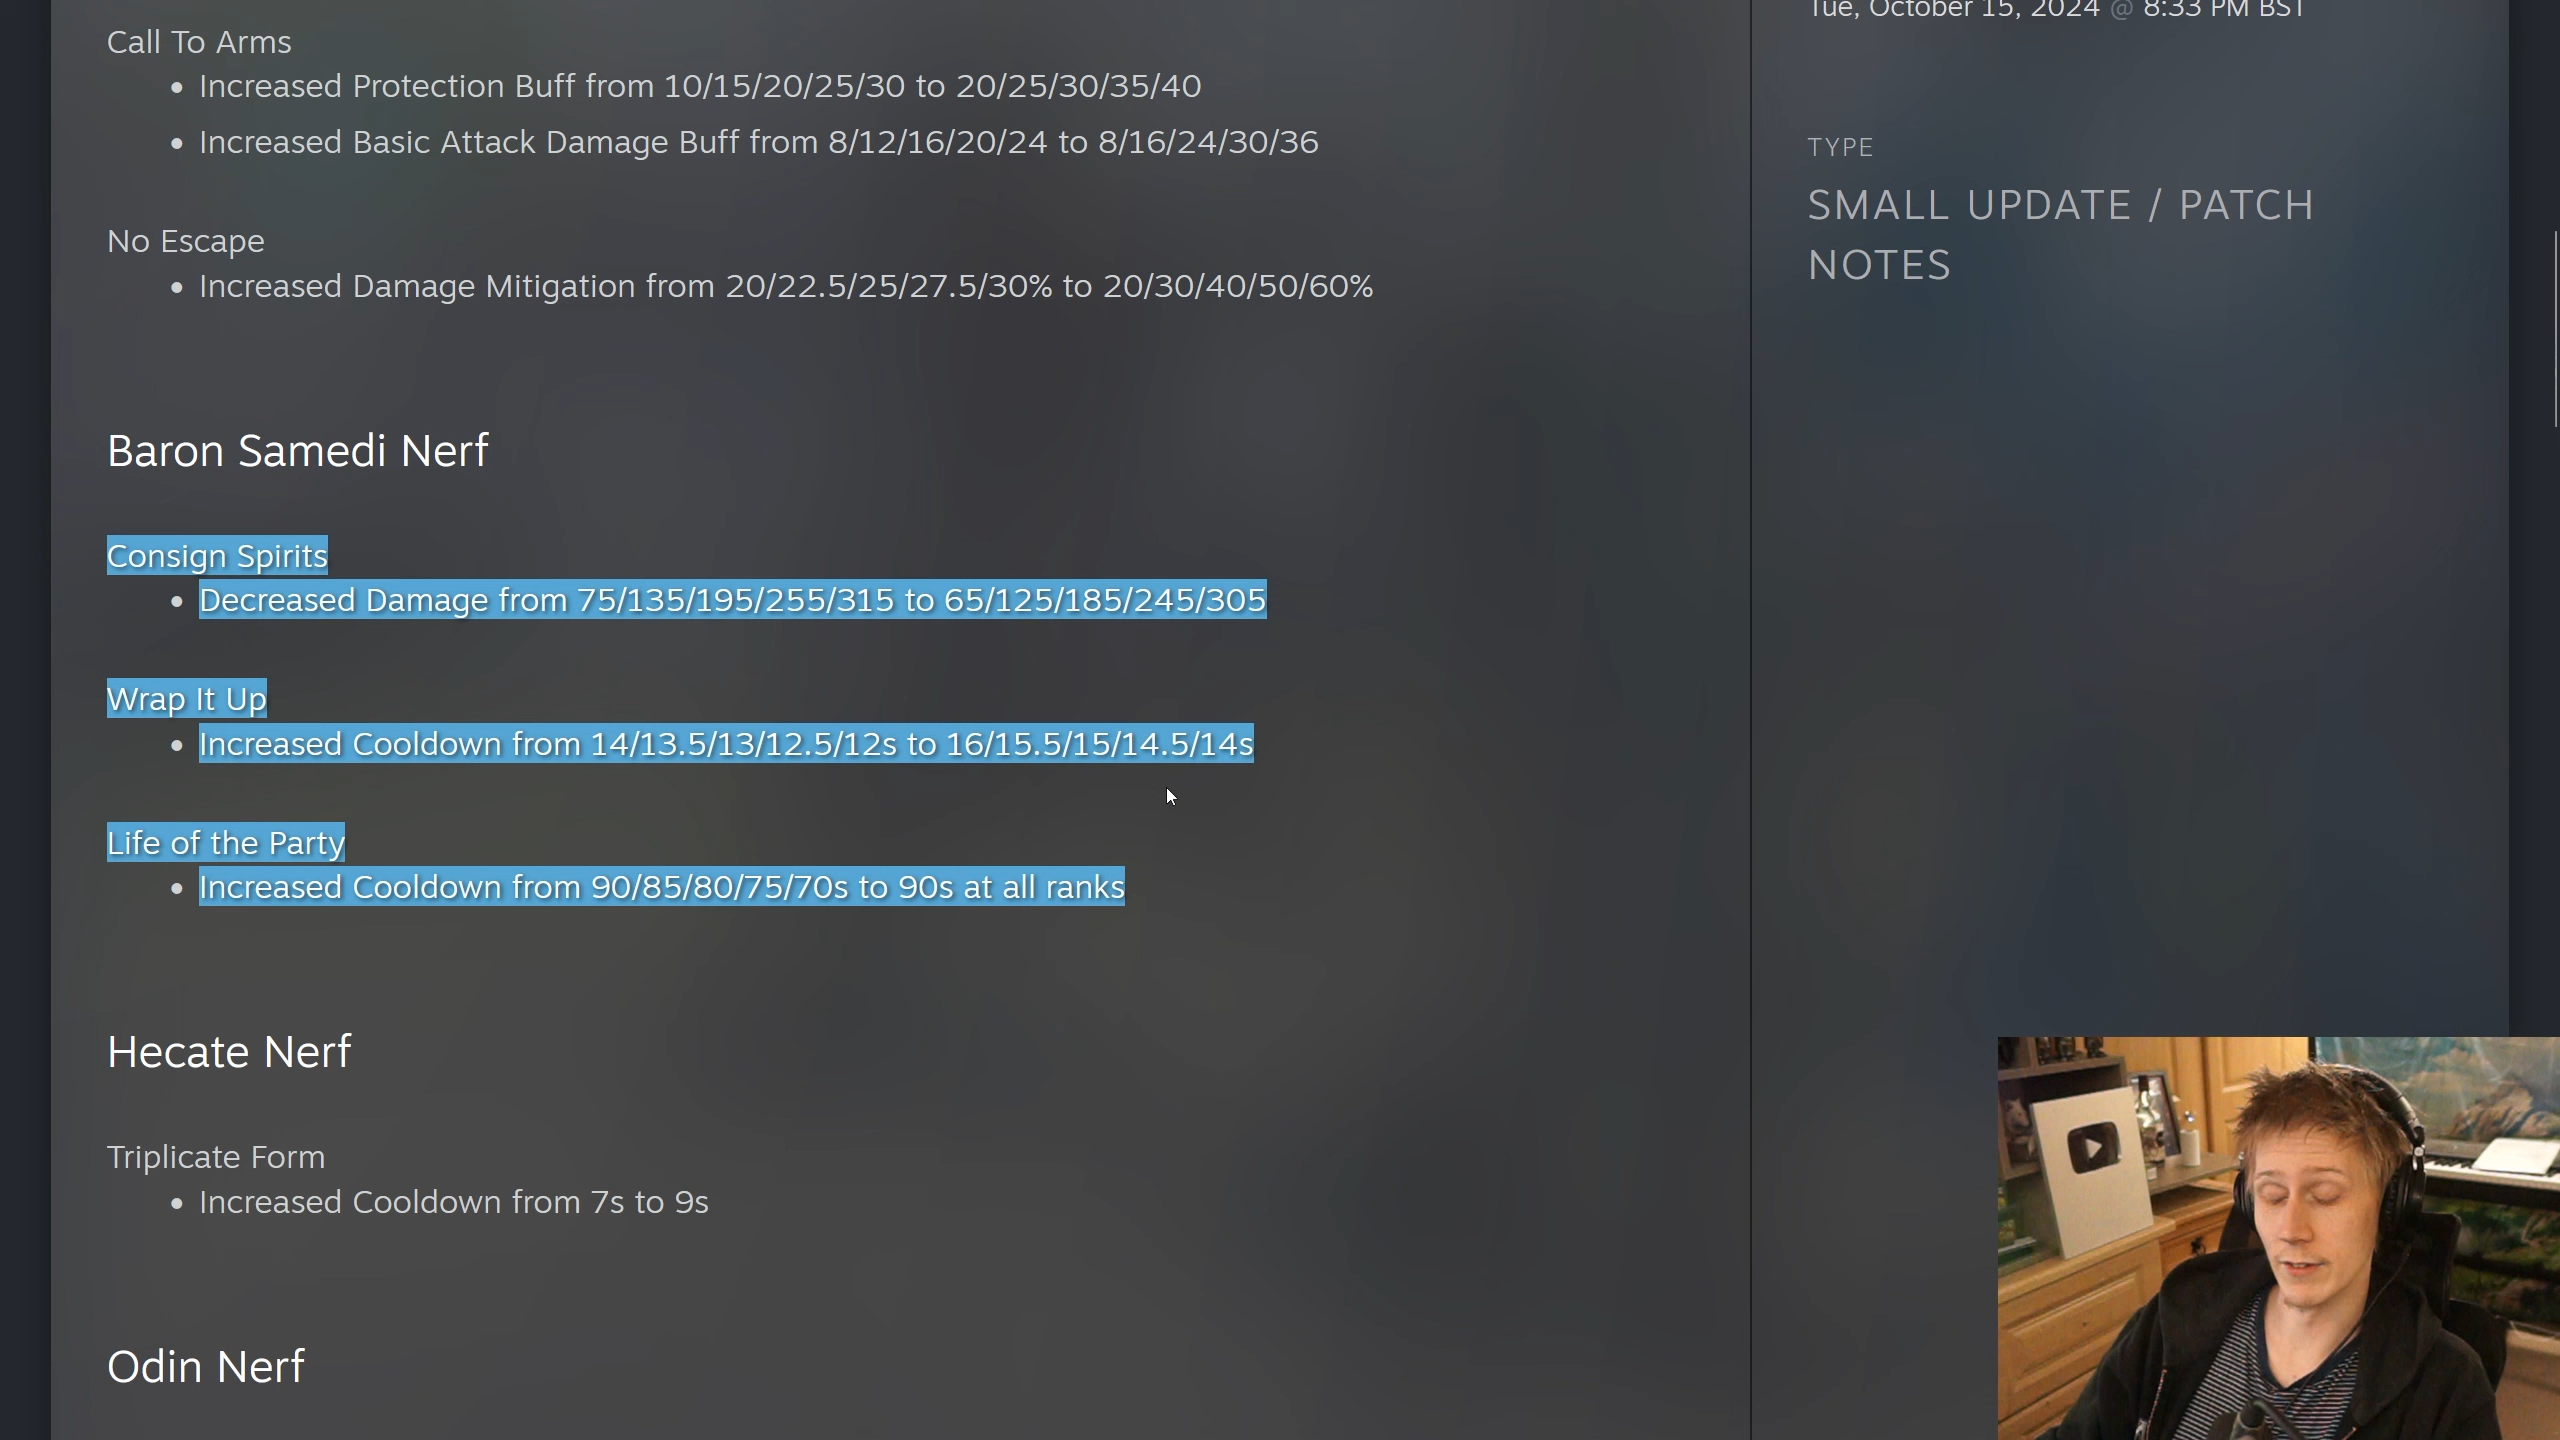 Call To Arms
Increased Protection Buff from 10/15/20/25/30 to 20/25/30/35/40
Increased Basic Attack Damage Buff from 8/12/16/20/24 to 8/16/24/30/36
No Escape
Increased Damage Mitigation from 20/22.5/25/27.5/30% to 20/30/40/50/60%
Baron Samedi Nerf
Consign Spirits
Decreased Damage from 75/135/195/255/315 to 65/125/185/245/305
Wrap It Up
Increased Cooldown from 14/13.5/13/12.5/12s to 16/15.5/15/14.5/14s
Life of the Party
Increased Cooldown from 90/85/80/75/70s to 90s at all ranks
Hecate Nerf
Triplicate Form
Increased Cooldown from 7s to 9s
Odin Nerf
Tue, October 15, 2024 @ 8:33 PM BST
TYPE
SMALL UPDATE / PATCH
NOTES